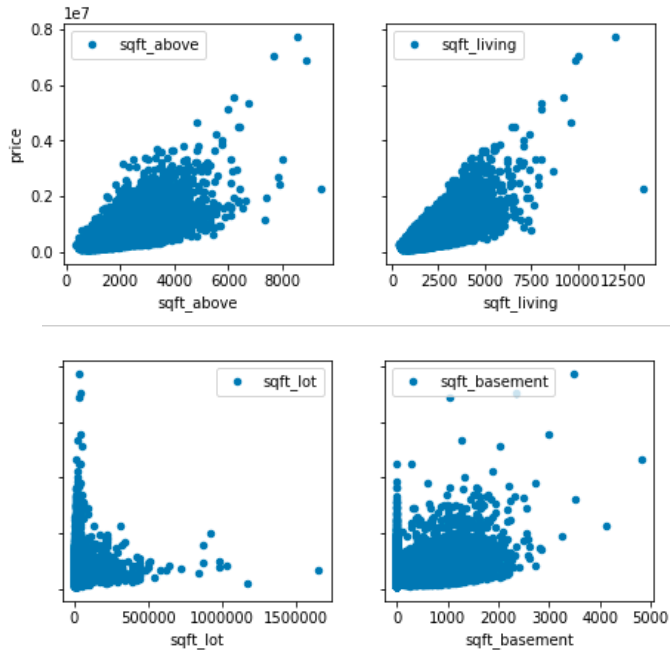 1e7
sqft_above
sqft_living
0.8
0.6
0.4
0.2
0.0
price
0 2000 4000 6000 8000
0 2500 5000 7500 10000 12500
sqft_above
sqft_living
sqft_lot
sqft_basement
0 500000 1000000 1500000
0 1000 2000 3000 4000 5000
sqft_lot
sqft_basement